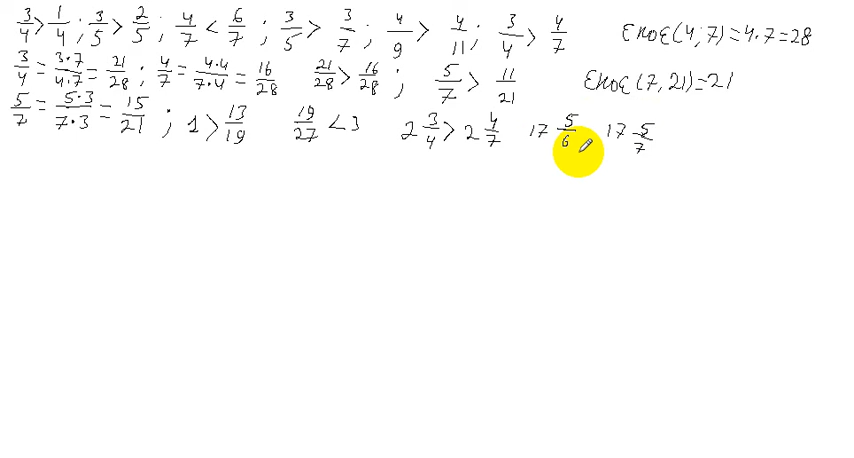 3/4 > 1/4 ; 3/5 > 2/5 ; 4/7 < 6/7 ; 3/5 > 3/7 ; 4/9 > 4/11 ; 3/4 > 4/7 ЕКОЕ(4;7)=4·7=28
3/4 = 3·7/4·7 = 21/28 ; 4/7 = 4·4/7·4 = 16/28 21/28 > 16/28 ; 5/7 > 11/21 ЕКОЕ(7,21)=21
5/7 = 5·3/7·3 = 15/21 ; 1 > 13/19 19/27 < 3 2 3/4 > 2 4/7 17 5/6 17 5/7